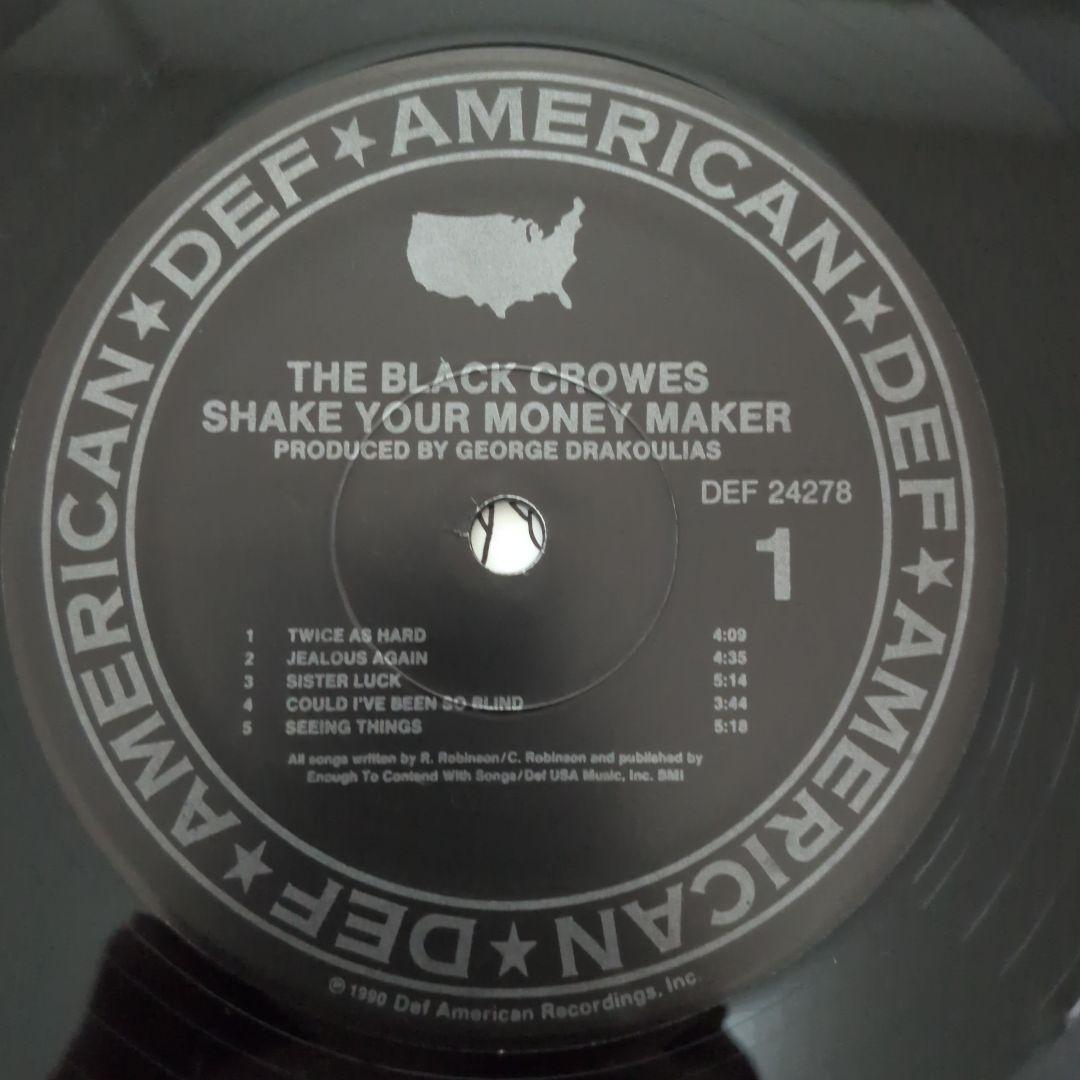 DEF ★ AMERICAN ★ DEF ★ AMERICAN ★ DEF ★ AMERICAN ★
THE BLACK CROWES
SHAKE YOUR MONEY MAKER
PRODUCED BY GEORGE DRAKOULIAS
DEF 24278
1
1 TWICE AS HARD 4:09
2 JEALOUS AGAIN 4:35
3 SISTER LUCK 5:14
4 COULD I'VE BEEN SO BLIND 3:44
5 SEEING THINGS 5:18
All songs written by R. Robinson/C. Robinson and published by
Enough To Contend With Songs/Def USA Music, Inc. BMI
℗ 1990 Def American Recordings, Inc.